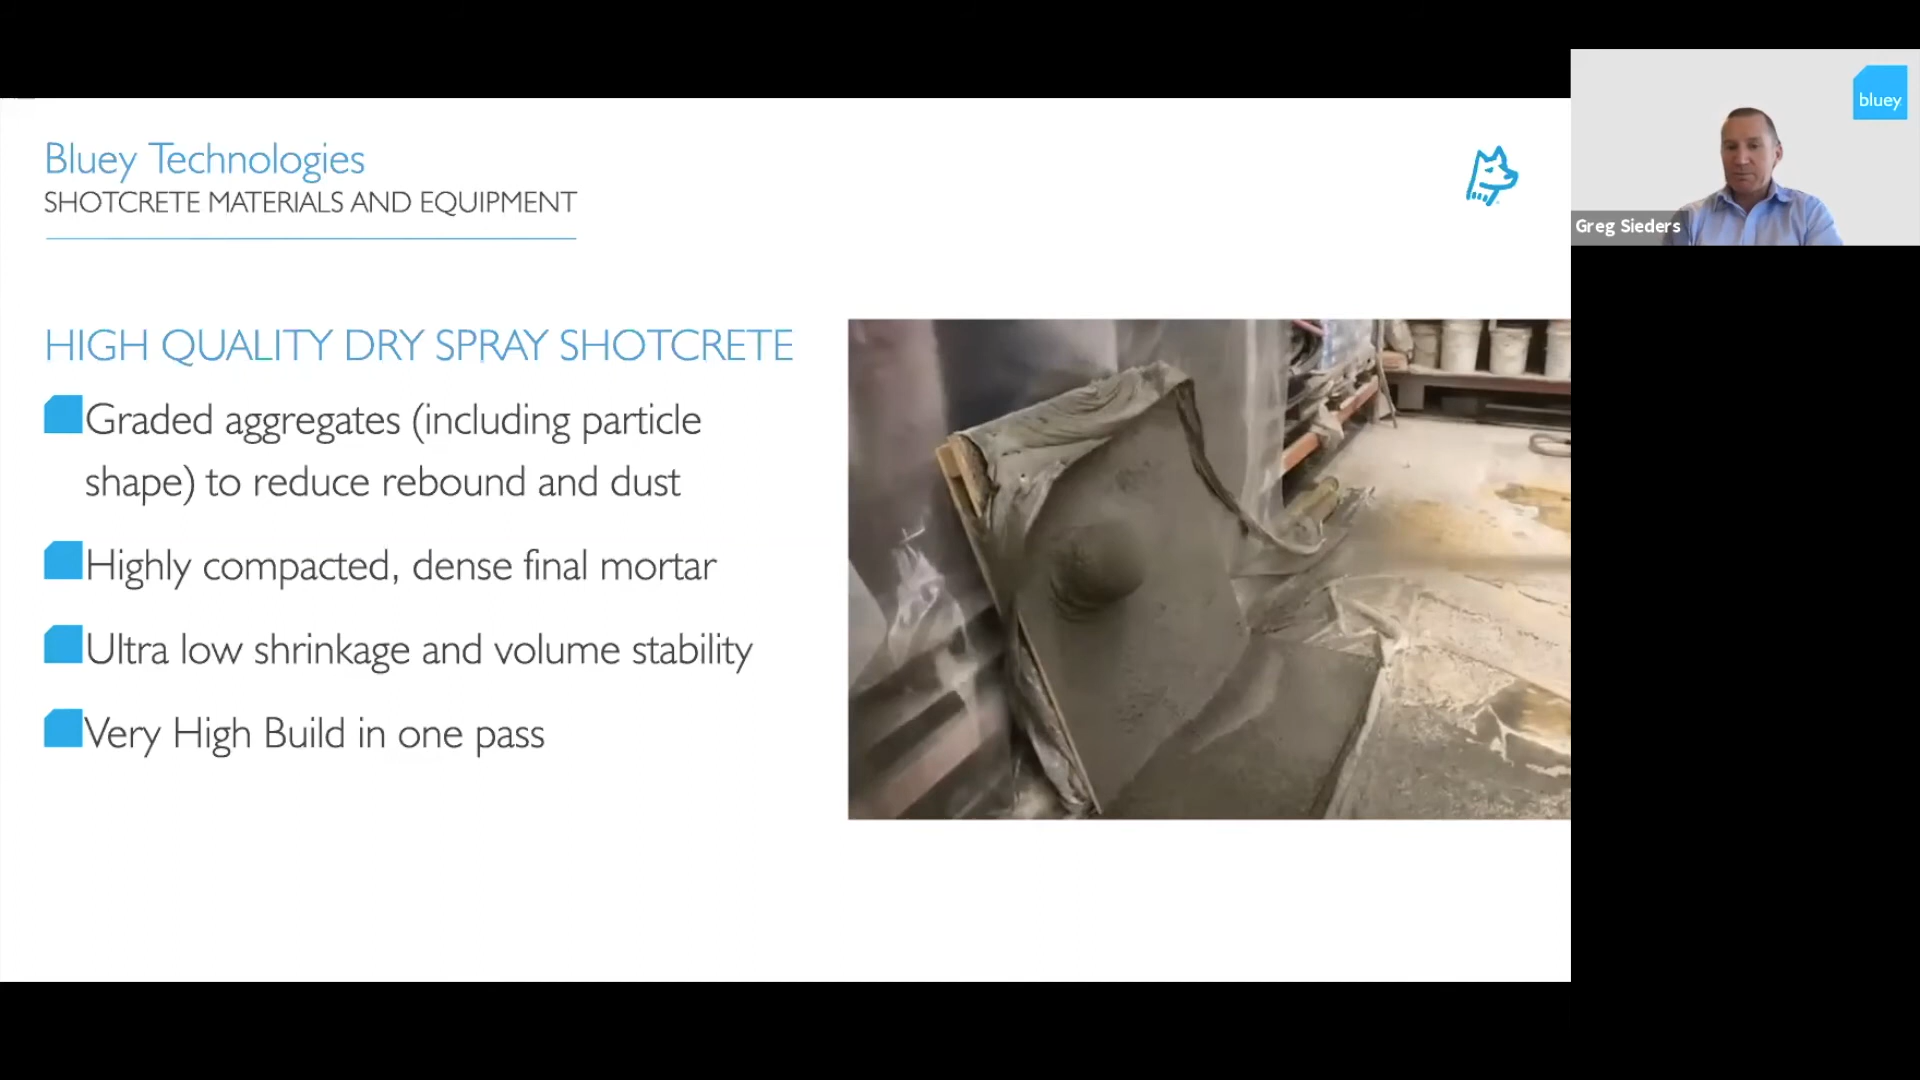 Bluey Technologies
SHOTCRETE MATERIALS AND EQUIPMENT
bluey
Greg Sieders
HIGH QUALITY DRY SPRAY SHOTCRETE
Graded aggregates (including particle
shape) to reduce rebound and dust
Highly compacted, dense final mortar
Ultra low shrinkage and volume stability
Very High Build in one pass